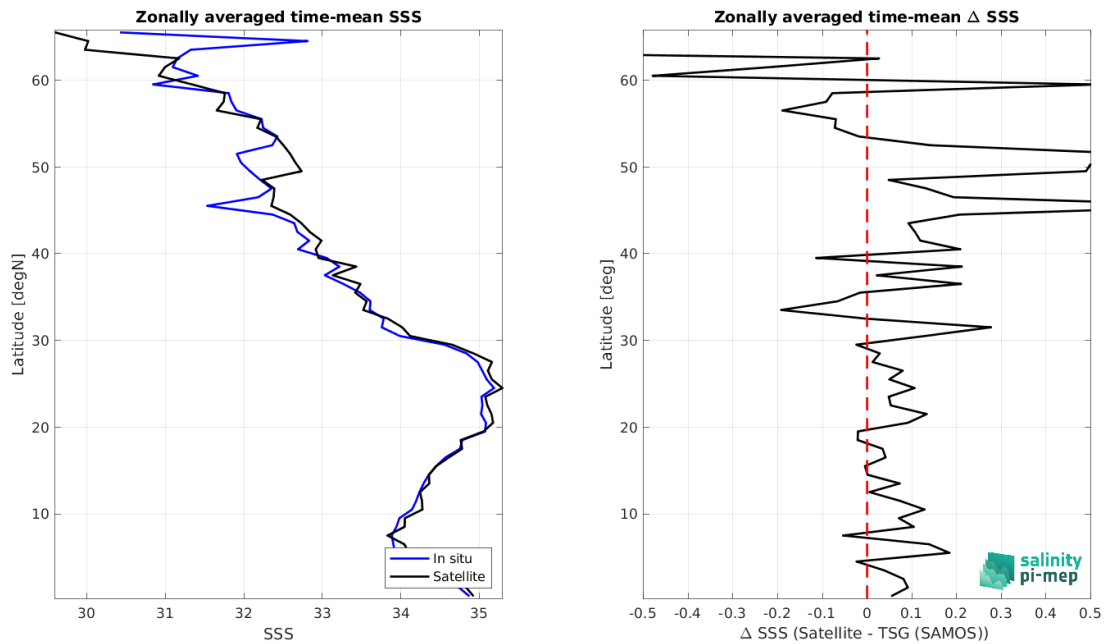 Zonally averaged time-mean SSS
Latitude [degN]
60
50
40
30
20
10
30
31
32
33
34
35
SSS
In situ
Satellite
Zonally averaged time-mean Δ SSS
Latitude [deg]
60
50
40
30
20
10
-0.5
-0.4
-0.3
-0.2
-0.1
0
0.1
0.2
0.3
0.4
0.5
Δ SSS (Satellite - TSG (SAMOS))
salinity
pi-mep